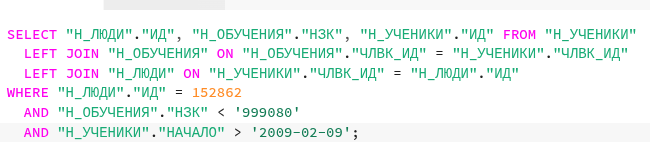 SELECT "Н_ЛЮДИ"."ИД", "Н_ОБУЧЕНИЯ"."НЗК", "Н_УЧЕНИКИ"."ИД" FROM "Н_УЧЕНИКИ"
LEFT JOIN "Н_ОБУЧЕНИЯ" ON "Н_ОБУЧЕНИЯ"."ЧЛВК_ИД" = "Н_УЧЕНИКИ"."ЧЛВК_ИД"
LEFT JOIN "Н_ЛЮДИ" ON "Н_УЧЕНИКИ"."ЧЛВК_ИД" = "Н_ЛЮДИ"."ИД"
WHERE "Н_ЛЮДИ"."ИД" = 152862
AND "Н_ОБУЧЕНИЯ"."НЗК" < '999080'
AND "Н_УЧЕНИКИ"."НАЧАЛО" > '2009-02-09';